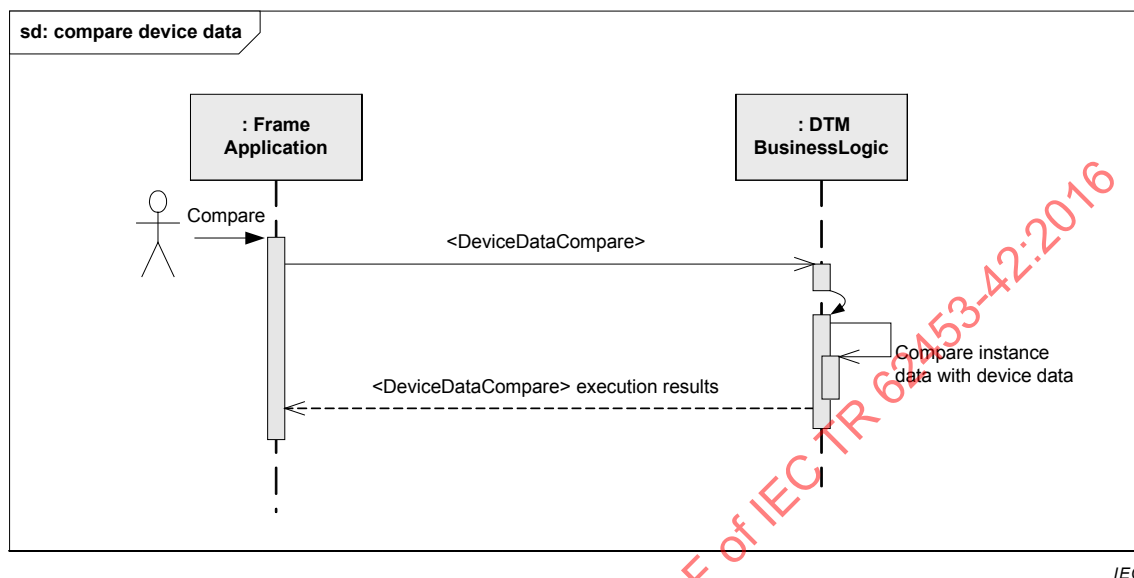 sd: compare device data
: Frame
Application
: DTM
BusinessLogic
Compare
<DeviceDataCompare>
Compare instance
data with device data
<DeviceDataCompare> execution results
F of IEC TR 62453-42:2016
IEC